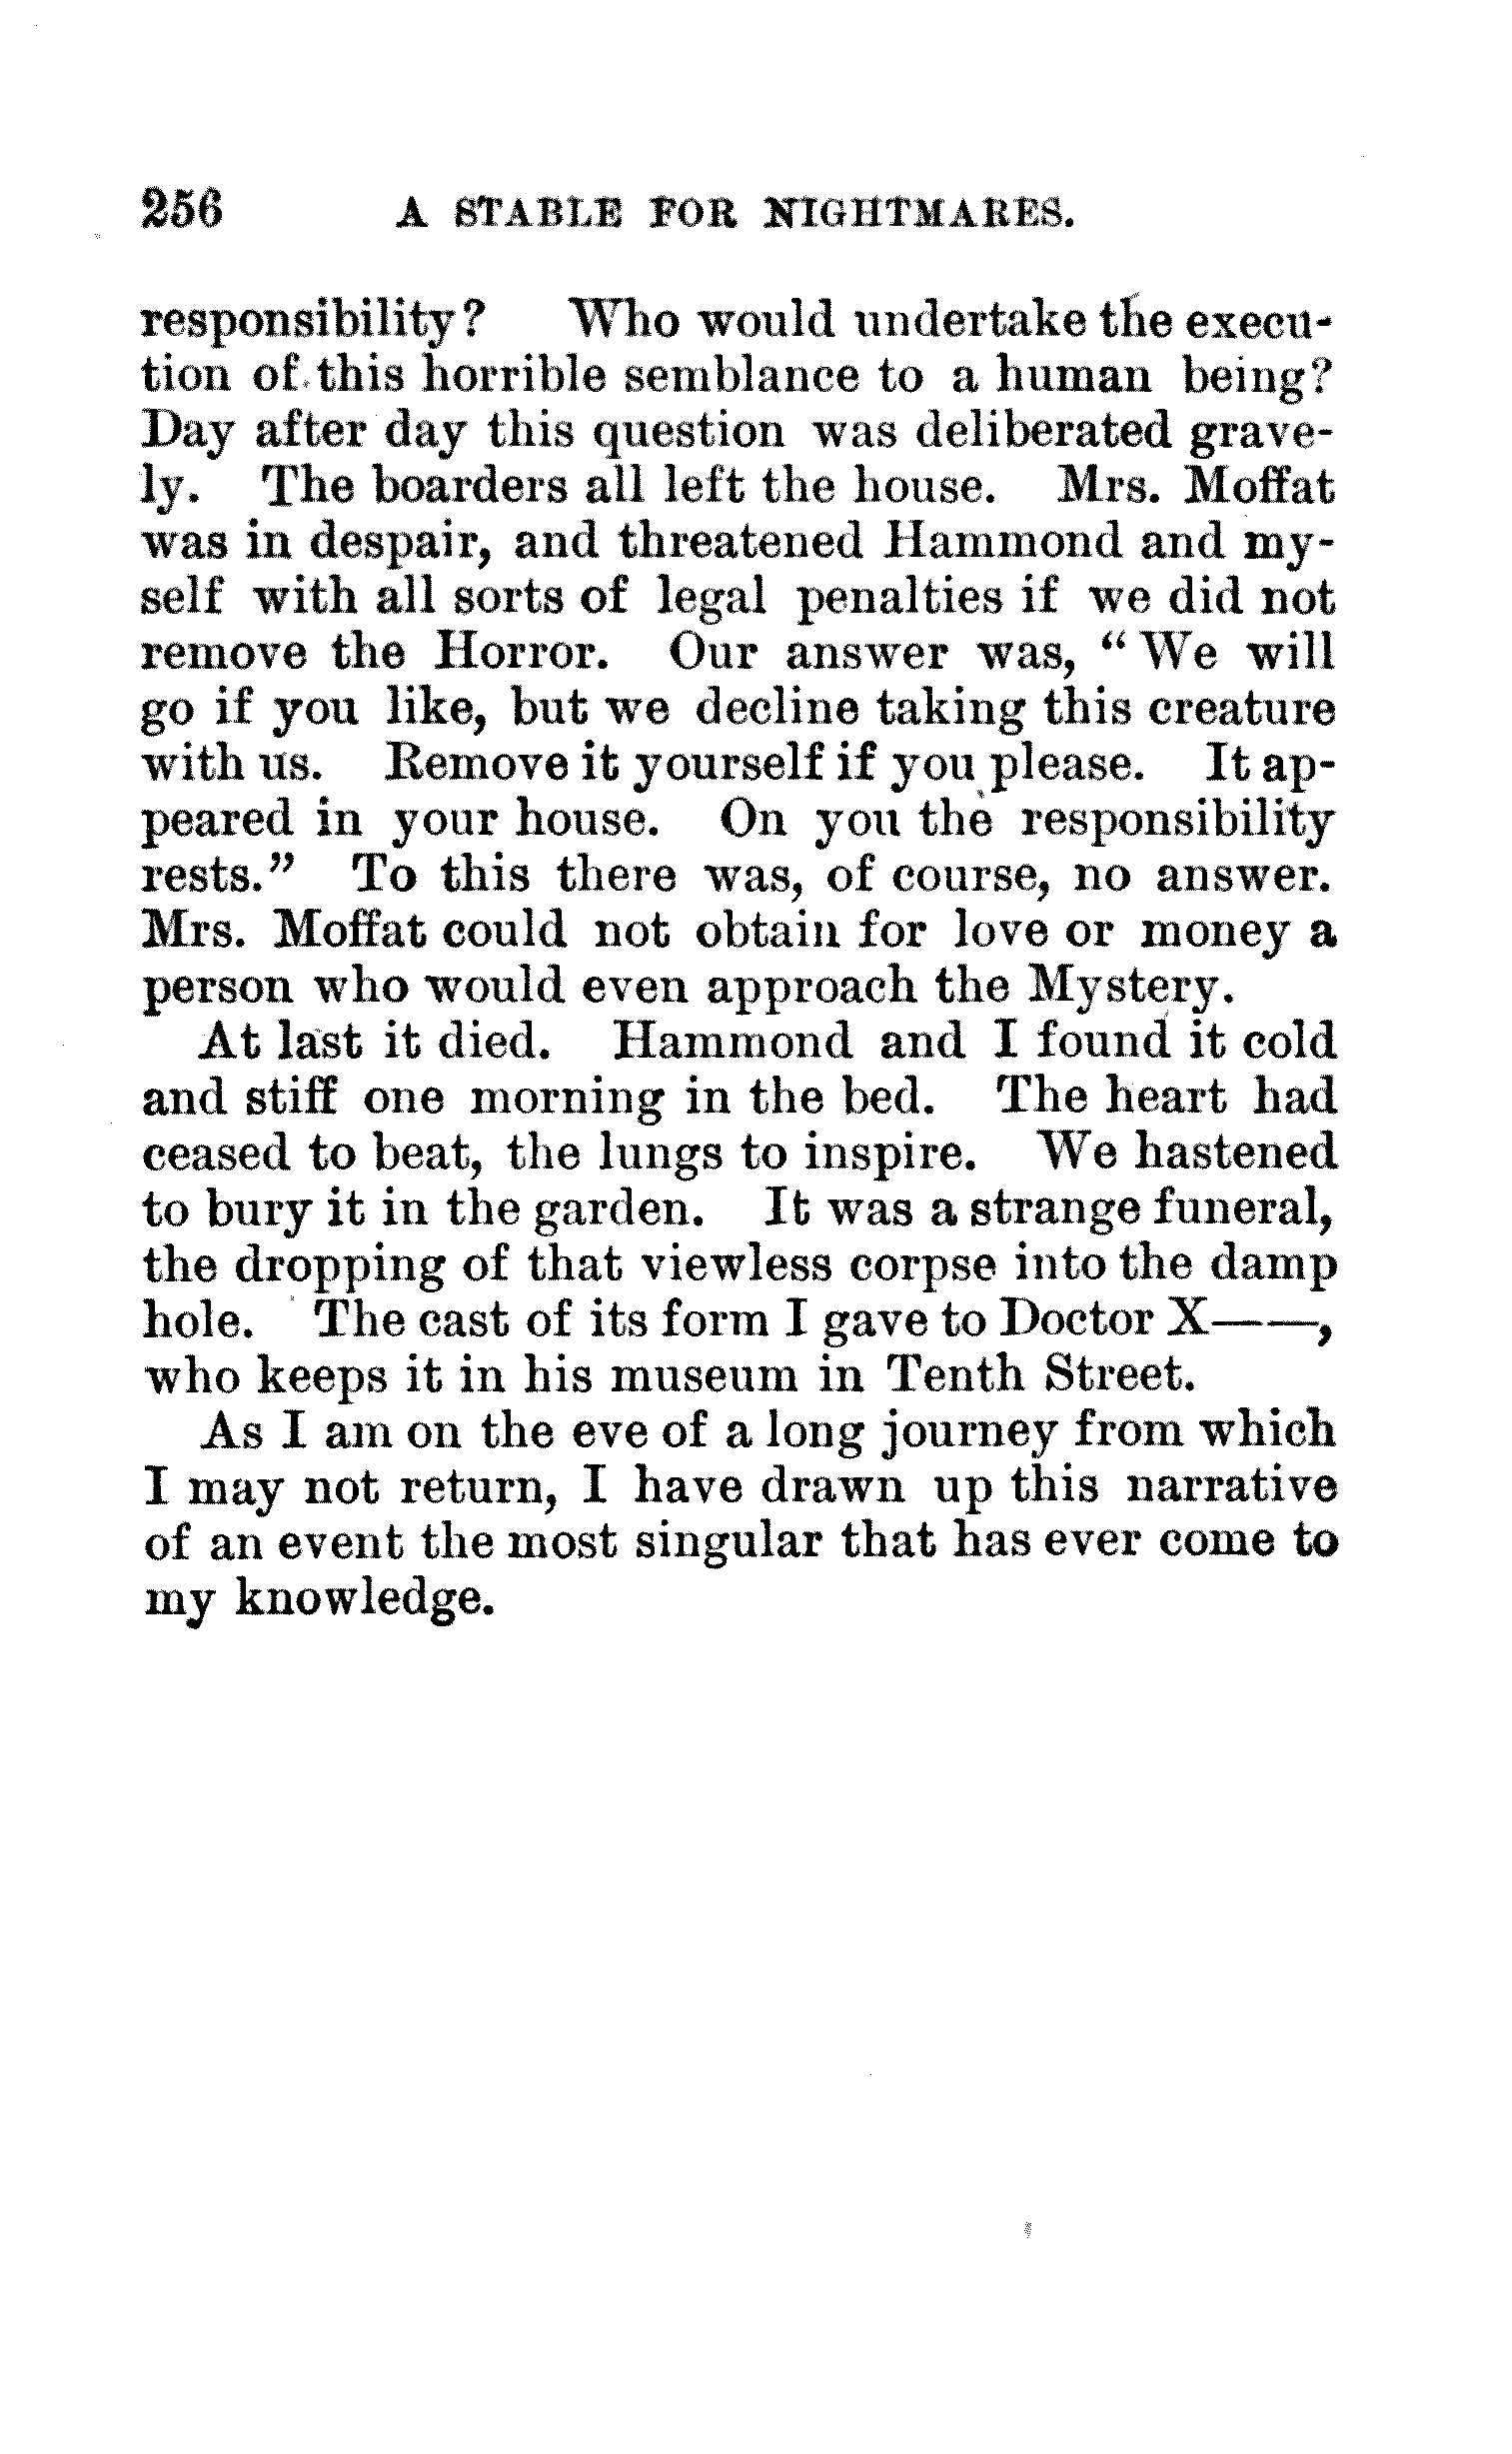 256 A STABLE FOR NIGHTMARES.
responsibility? Who would undertake the execu-
tion of this horrible semblance to a human being?
Day after day this question was deliberated grave-
ly. The boarders all left the house. Mrs. Moffat
was in despair, and threatened Hammond and my-
self with all sorts of legal penalties if we did not
remove the Horror. Our answer was, “ We will
go if you like, but we decline taking this creature
with us. Remove it yourself if you please. It ap-
peared in your house. On you the responsibility
rests.” To this there was, of course, no answer.
Mrs. Moffat could not obtain for love or money a
person who would even approach the Mystery.
At last it died. Hammond and I found it cold
and stiff one morning in the bed. The heart had
ceased to beat, the lungs to inspire. We hastened
to bury it in the garden. It was a strange funeral,
the dropping of that viewless corpse into the damp
hole. The cast of its form I gave to Doctor X——,
who keeps it in his museum in Tenth Street.
As I am on the eve of a long journey from which
I may not return, I have drawn up this narrative
of an event the most singular that has ever come to
my knowledge.